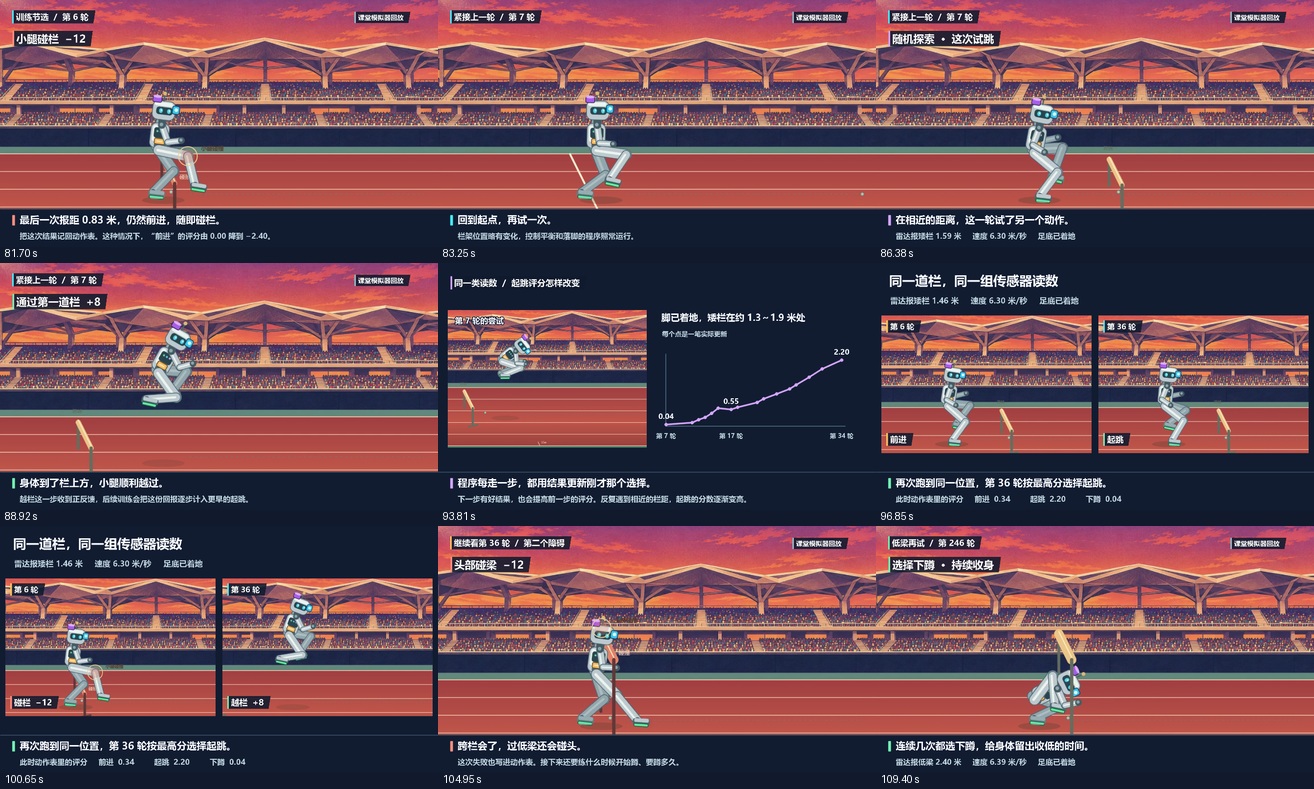 训练节选 / 第 6 轮
课堂模拟器回放
小腿碰栏 −12
最后一次报距 0.83 米，仍然前进，随即碰栏。
把这次结果记回动作表。这种情况下，“前进”的评分由 0.00 降到 −2.40。
81.70 s
紧接上一轮 / 第 7 轮
课堂模拟器回放
回到起点，再试一次。
栏架位置略有变化，控制平衡和落脚的程序照常运行。
83.25 s
紧接上一轮 / 第 7 轮
课堂模拟器回放
随机探索 • 这次试跳
在相近的距离，这一轮试了另一个动作。
雷达报矮栏 1.59 米 速度 6.30 米/秒 足底已着地
86.38 s
紧接上一轮 / 第 7 轮
课堂模拟器回放
通过第一道栏 +8
身体到了栏上方，小腿顺利越过。
越栏这一步收到正反馈，后续训练会把这份回报逐步计入更早的起跳。
88.92 s
同一类读数 / 起跳评分怎样改变
第 7 轮的尝试
脚已着地，矮栏在约 1.3～1.9 米处
每个点是一笔实际更新
2.20
0.55
0.04
第 7 轮 第 17 轮 第 34 轮
程序每走一步，都用结果更新刚才那个选择。
下一步有好结果，也会提高前一步的评分。反复遇到相近的栏距，起跳的分数逐渐变高。
93.81 s
同一道栏，同一组传感器读数
雷达报矮栏 1.46 米 速度 6.30 米/秒 足底已着地
第 6 轮
第 36 轮
前进
起跳
再次跑到同一位置，第 36 轮按最高分选择起跳。
此时动作表里的评分 前进 0.34 起跳 2.20 下蹲 0.04
96.85 s
同一道栏，同一组传感器读数
雷达报矮栏 1.46 米 速度 6.30 米/秒 足底已着地
第 6 轮
第 36 轮
碰栏 −12
越栏 +8
再次跑到同一位置，第 36 轮按最高分选择起跳。
此时动作表里的评分 前进 0.34 起跳 2.20 下蹲 0.04
100.65 s
继续看第 36 轮 / 第二个障碍
课堂模拟器回放
头部碰梁 −12
跨栏会了，过低梁还会碰头。
这次失败也写进动作表。接下来还要练什么时候开始蹲、要蹲多久。
104.95 s
低梁再试 / 第 246 轮
课堂模拟器回放
选择下蹲 • 持续收身
连续几次都选下蹲，给身体留出收低的时间。
雷达报低梁 2.40 米 速度 6.39 米/秒 足底已着地
109.40 s